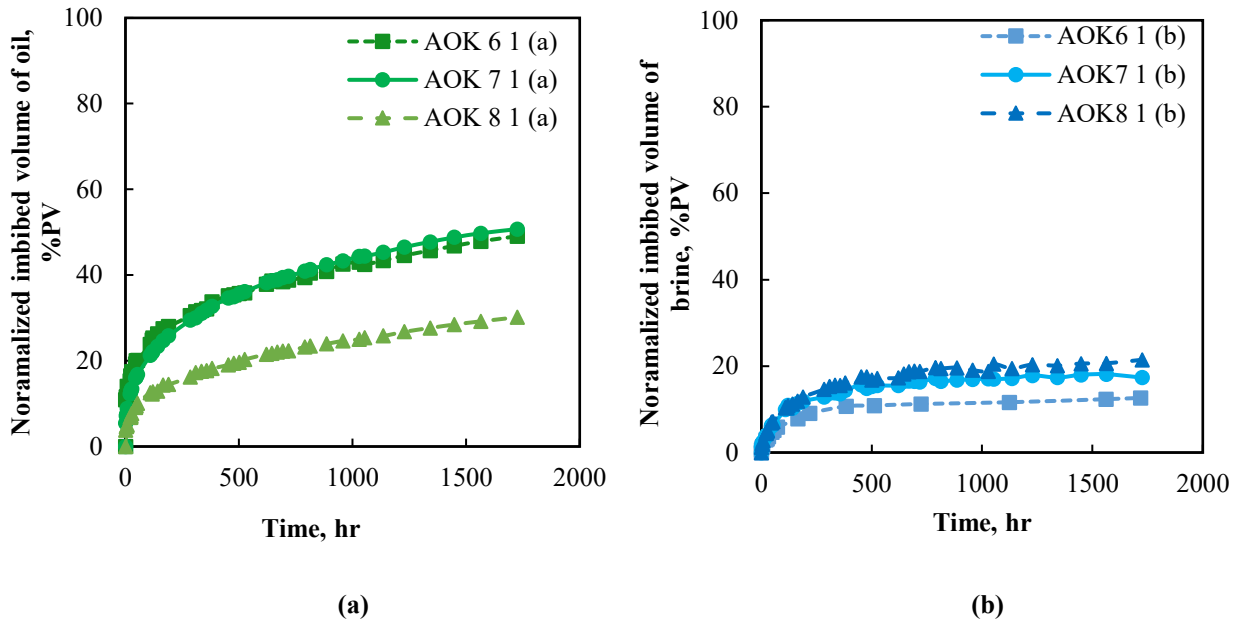 Noramalized imbibed volume of oil,
%PV
100
80
60
40
20
0
AOK 6 1 (a)
AOK 7 1 (a)
AOK 8 1 (a)
0 500 1000 1500 2000
Time, hr
(a)
Noramalized imbibed volume of
brine, %PV
100
80
60
40
20
0
AOK6 1 (b)
AOK7 1 (b)
AOK8 1 (b)
0 500 1000 1500 2000
Time, hr
(b)